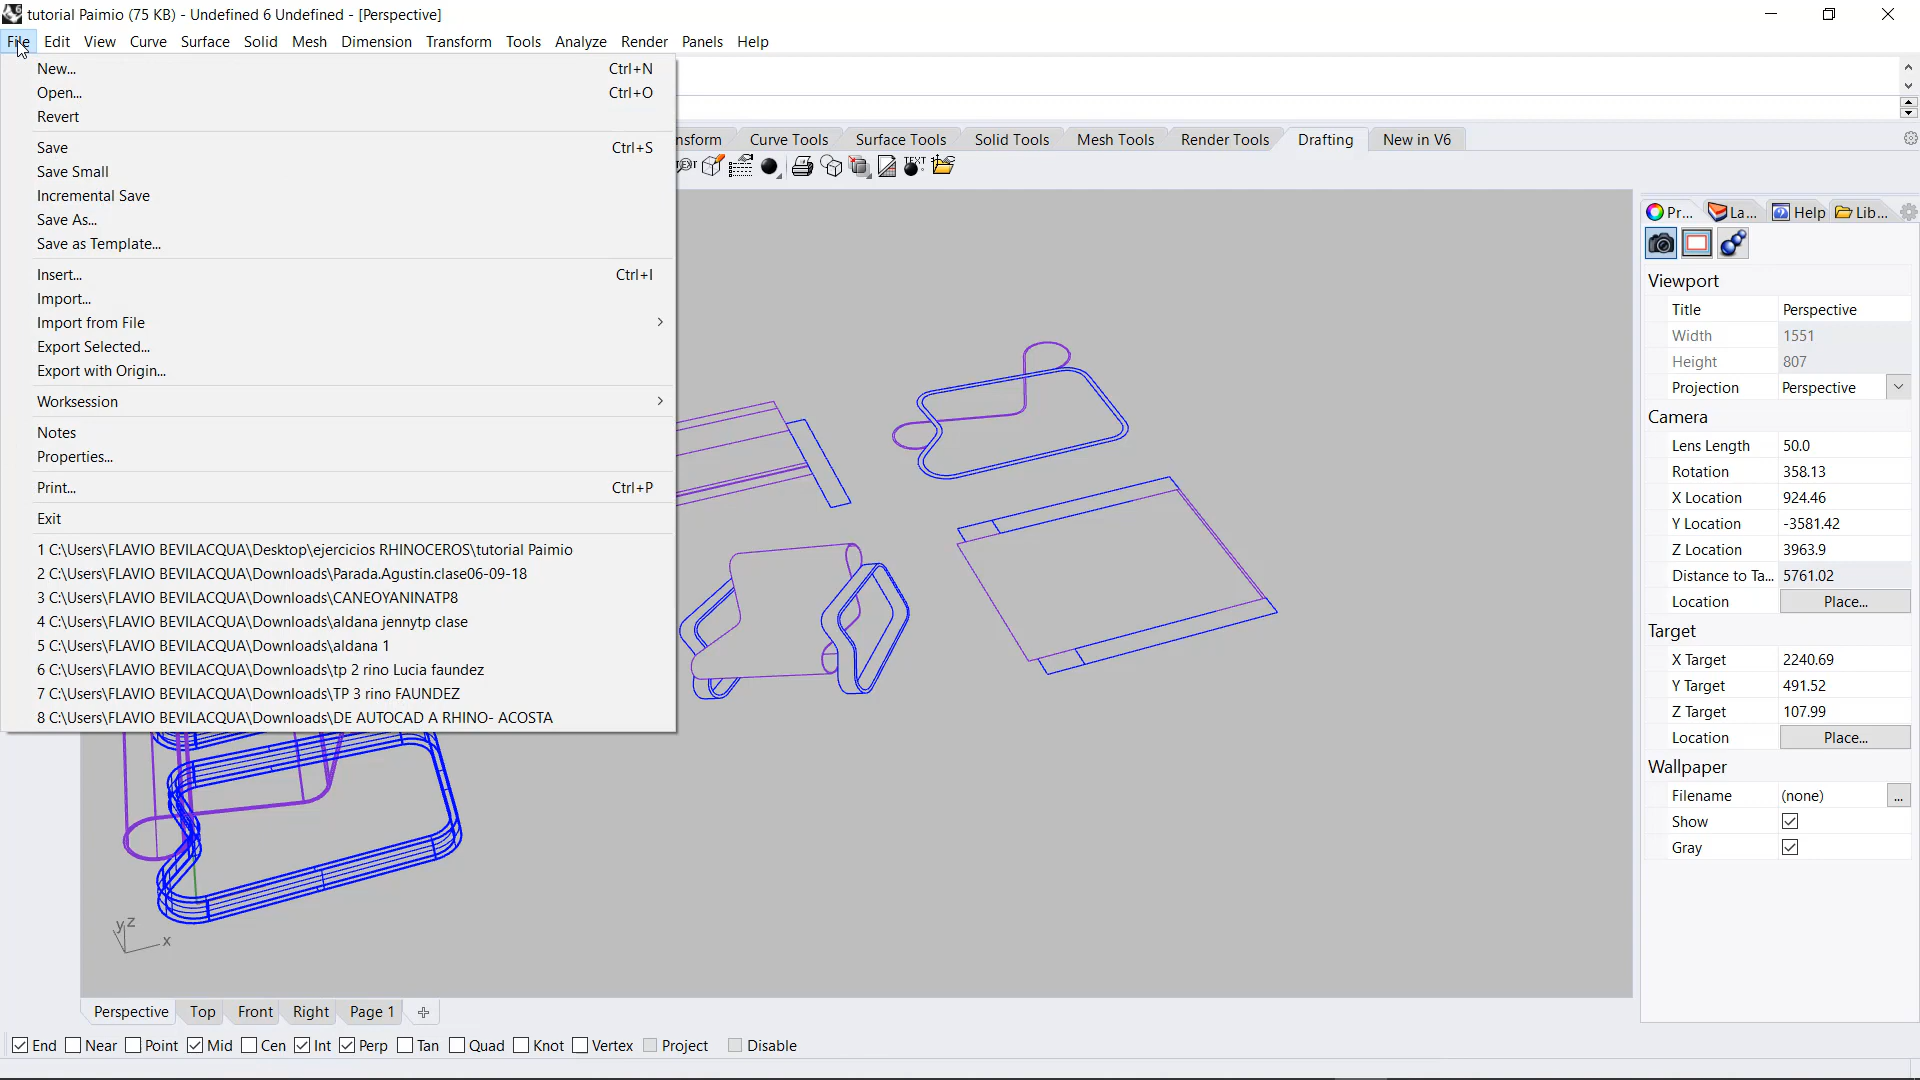 tutorial Paimio (75 KB) - Undefined 6 Undefined - [Perspective]
File Edit View Curve Surface Solid Mesh Dimension Transform Tools Analyze Render Panels Help
New... Ctrl+N
Open... Ctrl+O
Revert
Save Ctrl+S
Save Small
Incremental Save
Save As...
Save as Template...
Insert... Ctrl+I
Import...
Import from File
Export Selected...
Export with Origin...
Worksession
Notes
Properties...
Print... Ctrl+P
Exit
1 C:\Users\FLAVIO BEVILACQUA\Desktop\ejercicios RHINOCEROS\tutorial Paimio
2 C:\Users\FLAVIO BEVILACQUA\Downloads\Parada.Agustin.clase06-09-18
3 C:\Users\FLAVIO BEVILACQUA\Downloads\CANEOYANINATP8
4 C:\Users\FLAVIO BEVILACQUA\Downloads\aldana jennytp clase
5 C:\Users\FLAVIO BEVILACQUA\Downloads\aldana 1
6 C:\Users\FLAVIO BEVILACQUA\Downloads\tp 2 rino Lucia faundez
7 C:\Users\FLAVIO BEVILACQUA\Downloads\TP 3 rino FAUNDEZ
8 C:\Users\FLAVIO BEVILACQUA\Downloads\DE AUTOCAD A RHINO- ACOSTA
nsform Curve Tools Surface Tools Solid Tools Mesh Tools Render Tools Drafting New in V6
TEXT
Pr... La... Help Lib...
Viewport
Title Perspective
Width 1551
Height 807
Projection Perspective
Camera
Lens Length 50.0
Rotation 358.13
X Location 924.46
Y Location -3581.42
Z Location 3963.9
Distance to Ta... 5761.02
Location Place...
Target
X Target 2240.69
Y Target 491.52
Z Target 107.99
Location Place...
Wallpaper
Filename (none) ...
Show
Gray
y z
x
Perspective Top Front Right Page 1
End Near Point Mid Cen Int Perp Tan Quad Knot Vertex Project Disable